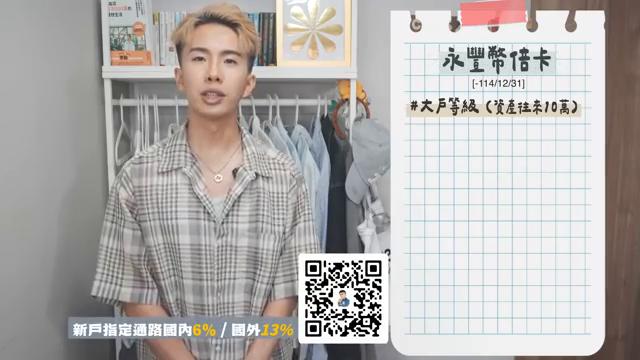 永豐幣倍卡
[-114/12/31]
#大戶等級（資產往來10萬）
新戶指定通路國內6% / 國外13%